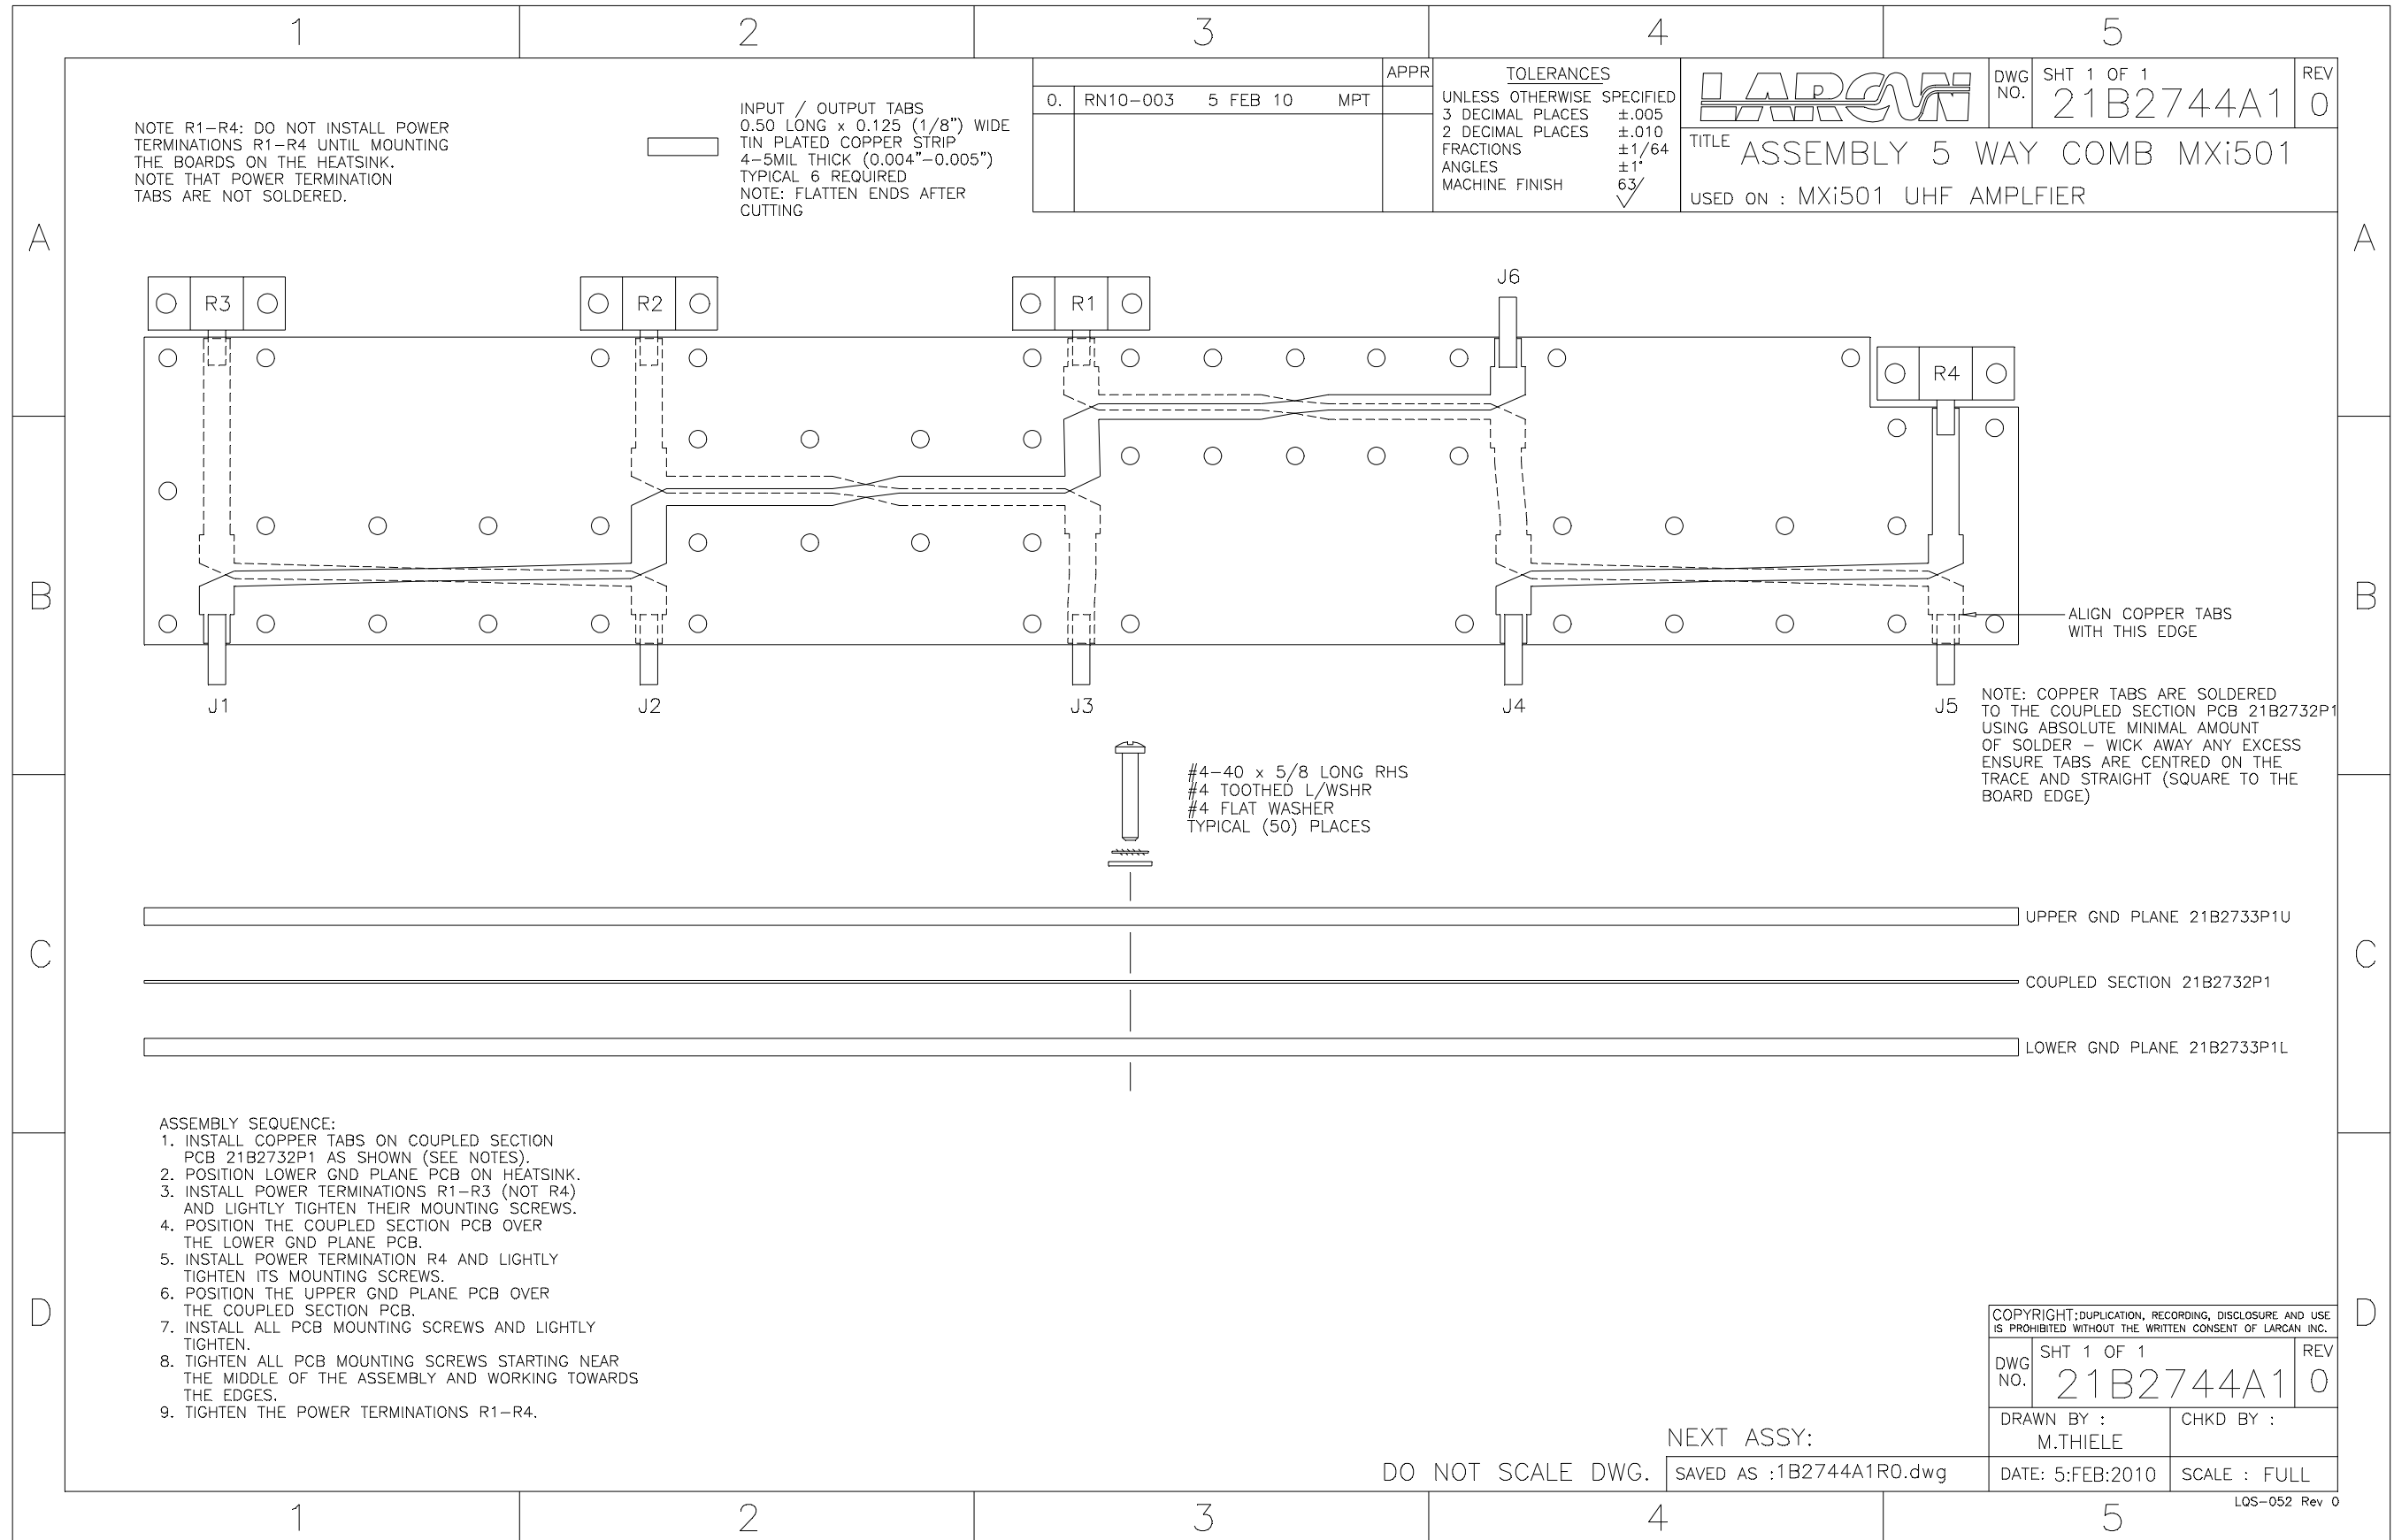 1 2 3 4 5
NOTE R1-R4: DO NOT INSTALL POWER
TERMINATIONS R1-R4 UNTIL MOUNTING
THE BOARDS ON THE HEATSINK.
NOTE THAT POWER TERMINATION
TABS ARE NOT SOLDERED.
INPUT / OUTPUT TABS
0.50 LONG x 0.125 (1/8") WIDE
TIN PLATED COPPER STRIP
4-5MIL THICK (0.004"-0.005")
TYPICAL 6 REQUIRED
NOTE: FLATTEN ENDS AFTER
CUTTING
APPR
0. RN10-003 5 FEB 10 MPT
TOLERANCES
UNLESS OTHERWISE SPECIFIED
3 DECIMAL PLACES ±.005
2 DECIMAL PLACES ±.010
FRACTIONS ±1/64
ANGLES ±1°
MACHINE FINISH 63/
LARCAN
DWG NO.
SHT 1 OF 1
21B2744A1
REV
0
TITLE ASSEMBLY 5 WAY COMB MXi501
USED ON : MXi501 UHF AMPLFIER
A A
R3 R2 R1 J6
R4
B B
ALIGN COPPER TABS
WITH THIS EDGE
J1 J2 J3 J4 J5
NOTE: COPPER TABS ARE SOLDERED
TO THE COUPLED SECTION PCB 21B2732P1
USING ABSOLUTE MINIMAL AMOUNT
OF SOLDER - WICK AWAY ANY EXCESS
ENSURE TABS ARE CENTRED ON THE
TRACE AND STRAIGHT (SQUARE TO THE
BOARD EDGE)
#4-40 x 5/8 LONG RHS
#4 TOOTHED L/WSHR
#4 FLAT WASHER
TYPICAL (50) PLACES
UPPER GND PLANE 21B2733P1U
C C
COUPLED SECTION 21B2732P1
LOWER GND PLANE 21B2733P1L
ASSEMBLY SEQUENCE:
1. INSTALL COPPER TABS ON COUPLED SECTION
PCB 21B2732P1 AS SHOWN (SEE NOTES).
2. POSITION LOWER GND PLANE PCB ON HEATSINK.
3. INSTALL POWER TERMINATIONS R1-R3 (NOT R4)
AND LIGHTLY TIGHTEN THEIR MOUNTING SCREWS.
4. POSITION THE COUPLED SECTION PCB OVER
THE LOWER GND PLANE PCB.
5. INSTALL POWER TERMINATION R4 AND LIGHTLY
TIGHTEN ITS MOUNTING SCREWS.
6. POSITION THE UPPER GND PLANE PCB OVER
THE COUPLED SECTION PCB.
7. INSTALL ALL PCB MOUNTING SCREWS AND LIGHTLY
TIGHTEN.
8. TIGHTEN ALL PCB MOUNTING SCREWS STARTING NEAR
THE MIDDLE OF THE ASSEMBLY AND WORKING TOWARDS
THE EDGES.
9. TIGHTEN THE POWER TERMINATIONS R1-R4.
D D
COPYRIGHT:DUPLICATION, RECORDING, DISCLOSURE AND USE
IS PROHIBITED WITHOUT THE WRITTEN CONSENT OF LARCAN INC.
DWG NO.
SHT 1 OF 1
21B2744A1
REV
0
DRAWN BY :
M.THIELE
CHKD BY :
NEXT ASSY:
DO NOT SCALE DWG.
SAVED AS :1B2744A1R0.dwg
DATE: 5:FEB:2010
SCALE : FULL
LQS-052 Rev 0
1 2 3 4 5